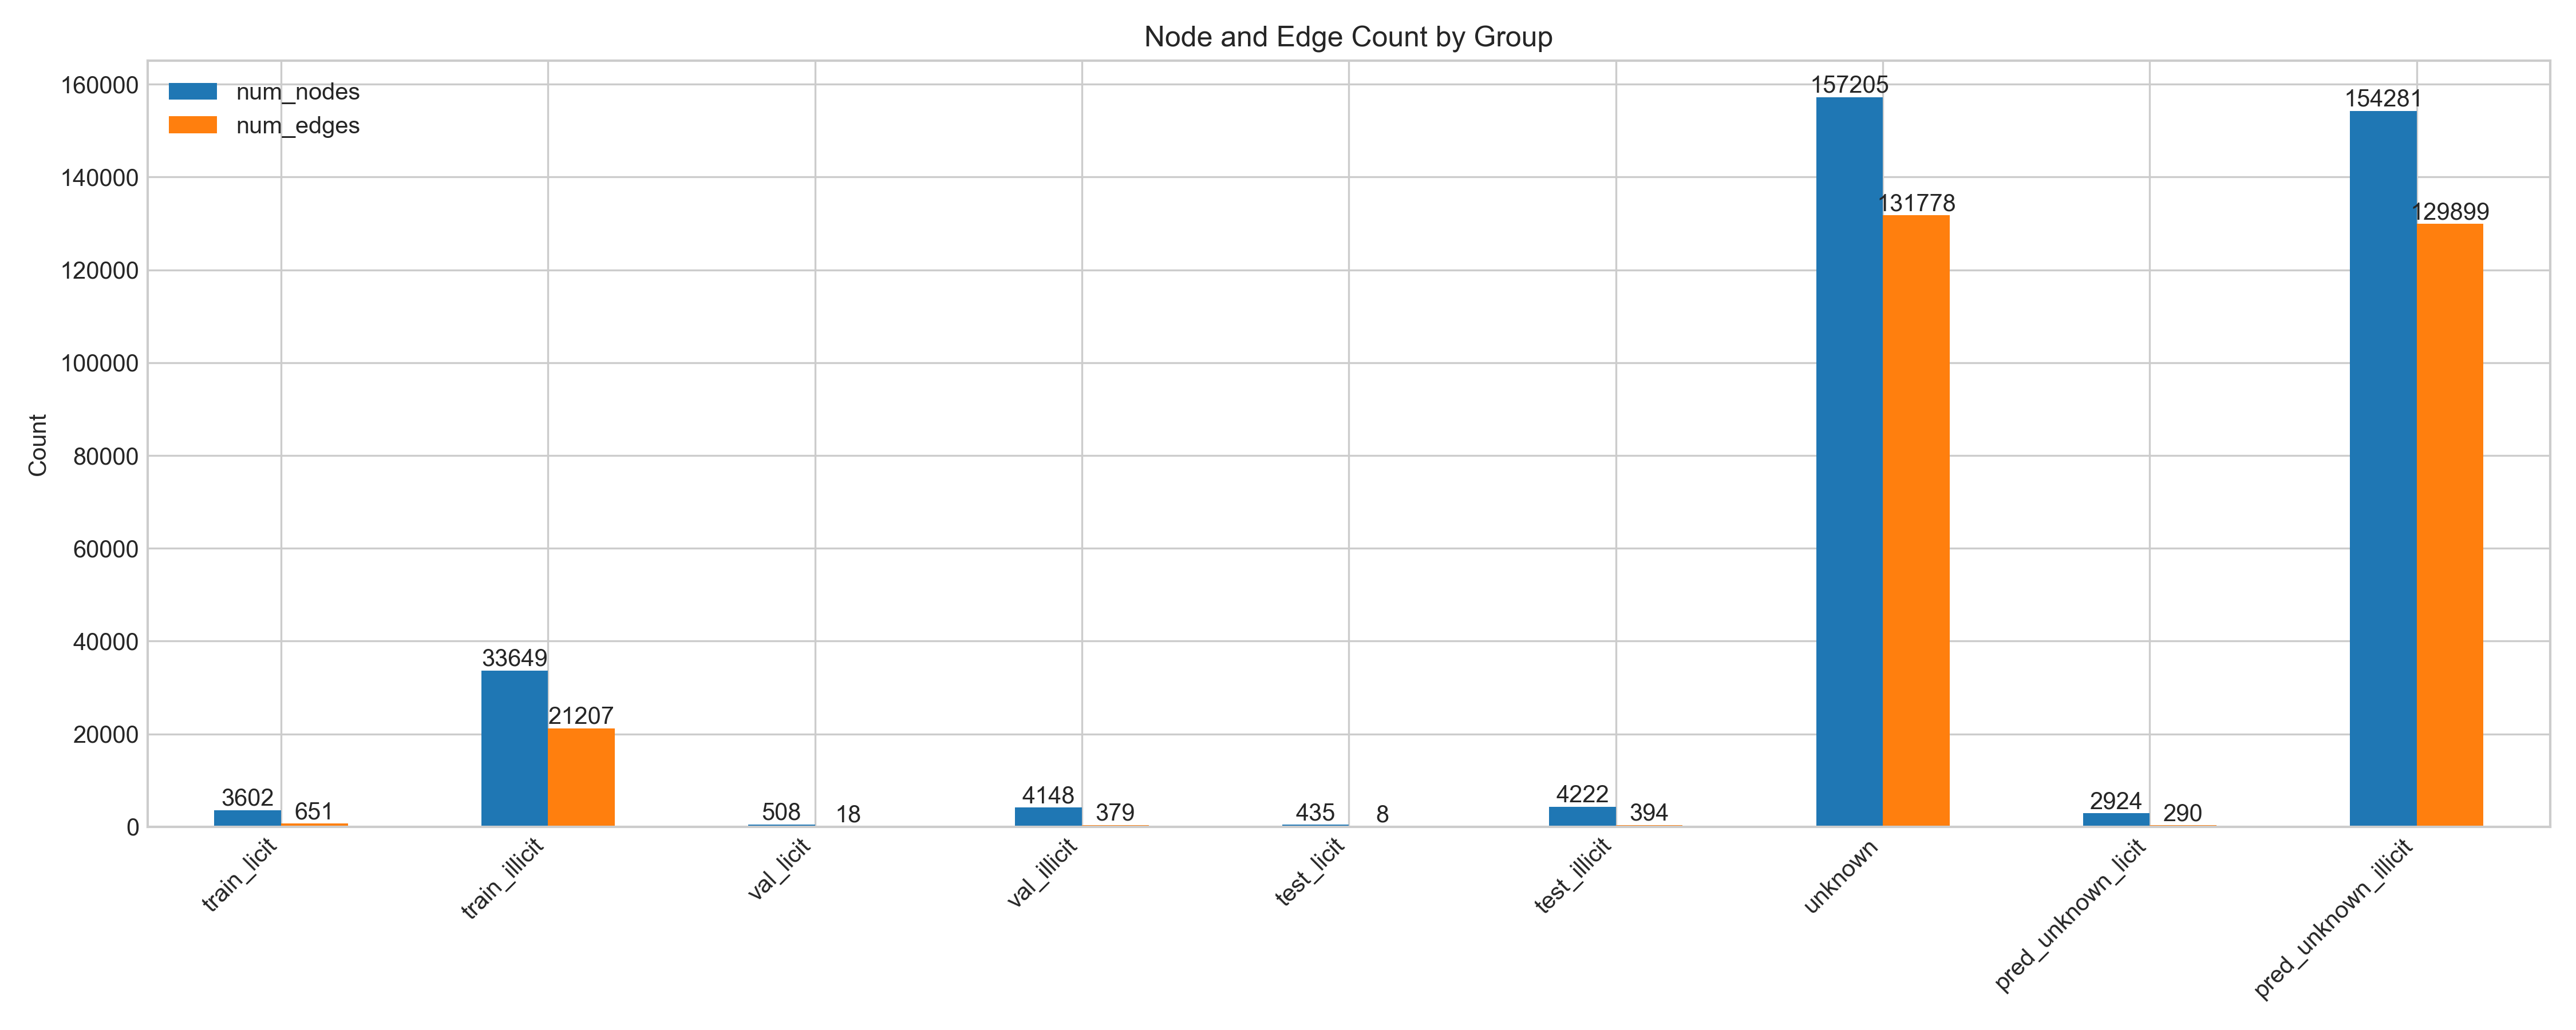 Node and Edge Count by Group
num_nodes
num_edges
Count
160000
140000
120000
100000
80000
60000
40000
20000
0
3602
651
33649
21207
508
18
4148
379
435
8
4222
394
157205
131778
2924
290
154281
129899
train_licit
train_illicit
val_licit
val_illicit
test_licit
test_illicit
unknown
pred_unknown_licit
pred_unknown_illicit